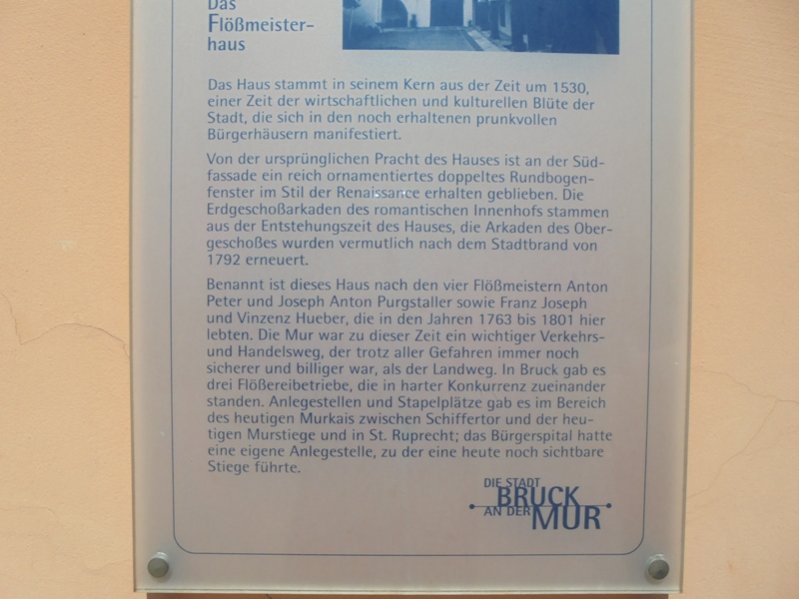 Das
Flößmeister-
haus
Das Haus stammt in seinem Kern aus der Zeit um 1530,
einer Zeit der wirtschaftlichen und kulturellen Blüte der
Stadt, die sich in den noch erhaltenen prunkvollen
Bürgerhäusern manifestiert.
Von der ursprünglichen Pracht des Hauses ist an der Süd-
fassade ein reich ornamentiertes doppeltes Rundbogen-
fenster im Stil der Renaissance erhalten geblieben. Die
Erdgeschoßarkaden des romantischen Innenhofs stammen
aus der Entstehungszeit des Hauses, die Arkaden des Ober-
geschoßes wurden vermutlich nach dem Stadtbrand von
1792 erneuert.
Benannt ist dieses Haus nach den vier Flößmeistern Anton
Peter und Joseph Anton Purgstaller sowie Franz Joseph
und Vinzenz Hueber, die in den Jahren 1763 bis 1801 hier
lebten. Die Mur war zu dieser Zeit ein wichtiger Verkehrs-
und Handelsweg, der trotz aller Gefahren immer noch
sicherer und billiger war, als der Landweg. In Bruck gab es
drei Flößereibetriebe, die in harter Konkurrenz zueinander
standen. Anlegestellen und Stapelplätze gab es im Bereich
des heutigen Murkais zwischen Schiffertor und der heu-
tigen Murstiege und in St. Ruprecht; das Bürgerspital hatte
eine eigene Anlegestelle, zu der eine heute noch sichtbare
Stiege führte.
DIE STADT
BRUCK
AN DER
MUR